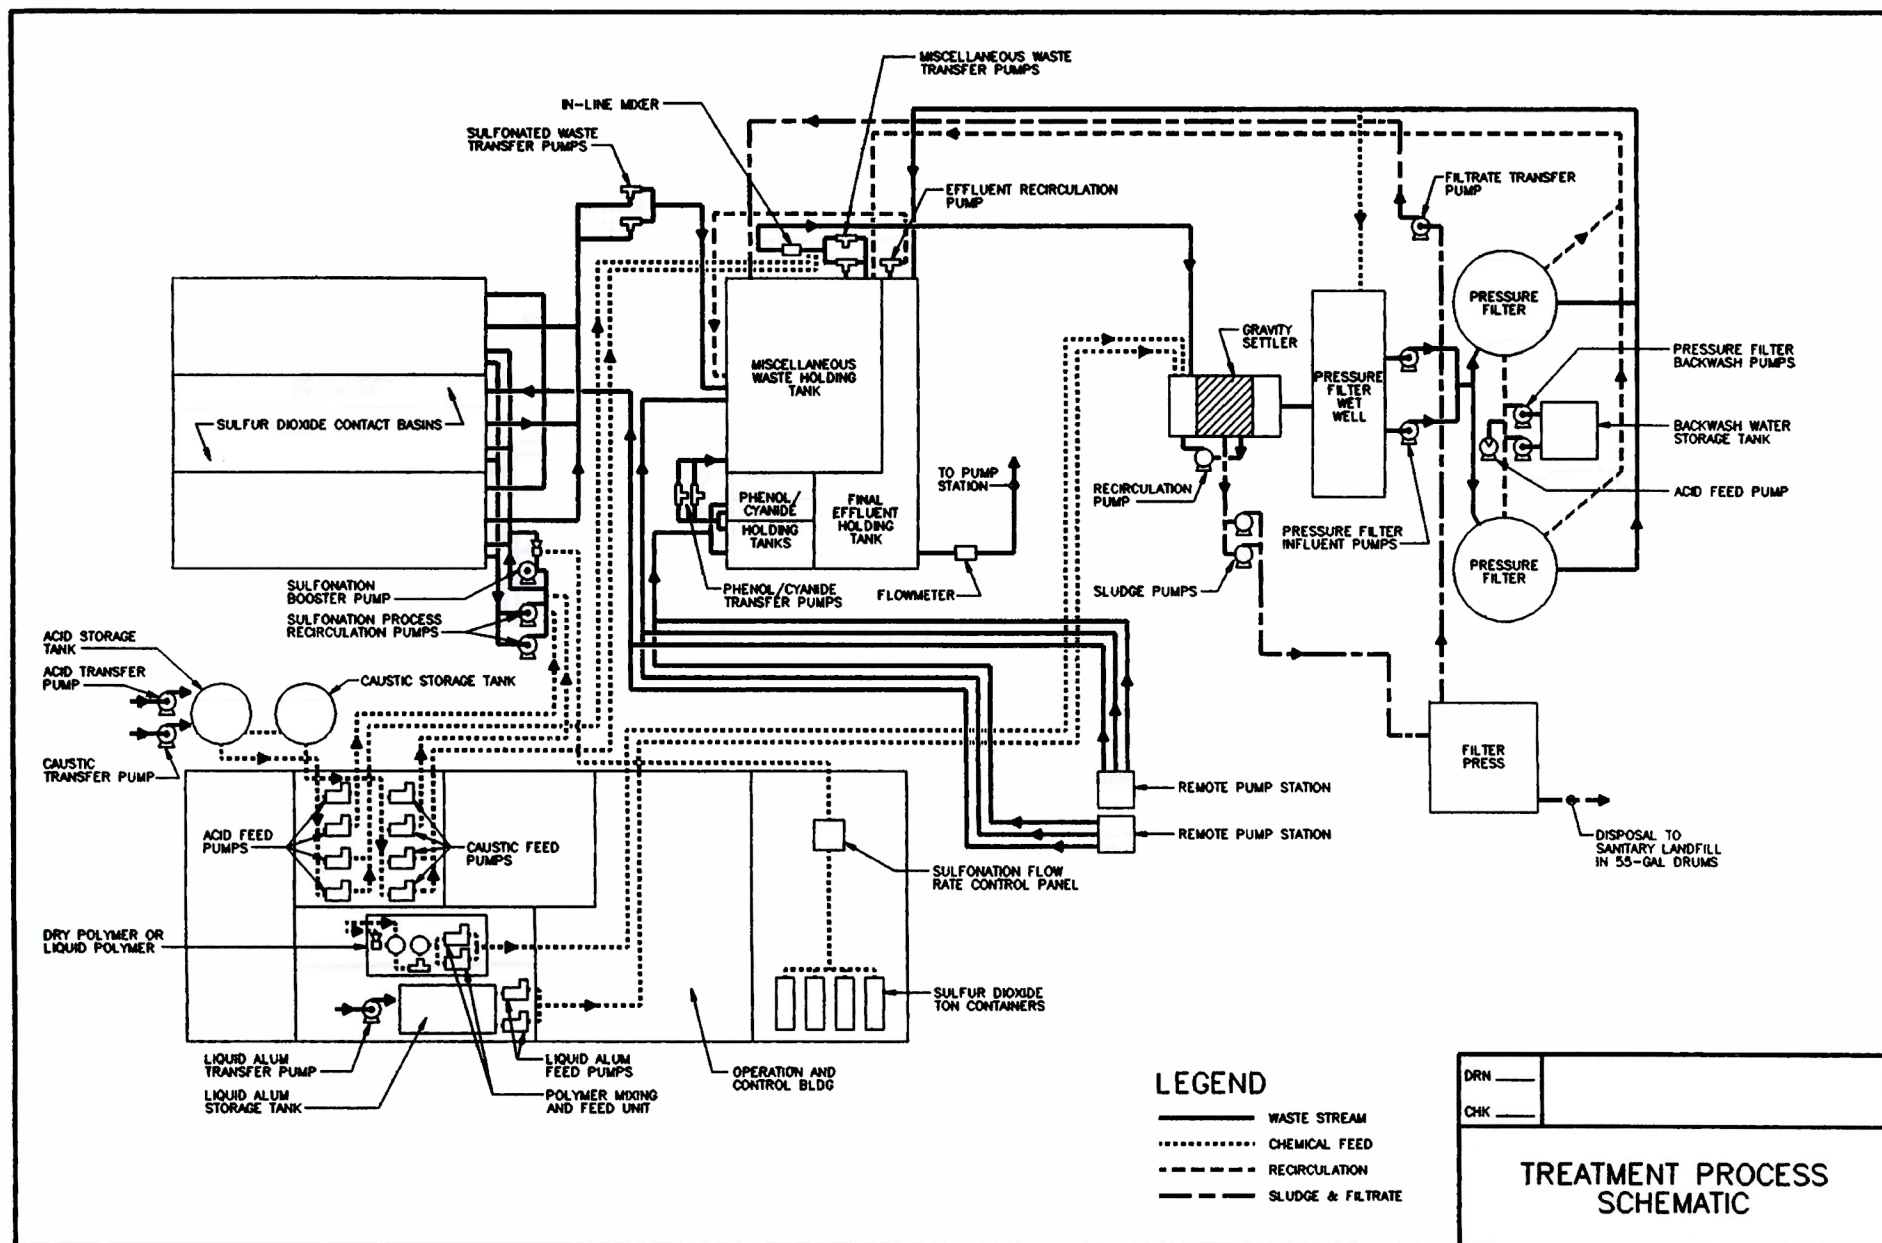 MISCELLANEOUS WASTE
TRANSFER PUMPS
IN-LINE MIXER
SULFONATED WASTE
TRANSFER PUMPS
EFFLUENT RECIRCULATION
PUMP
FILTRATE TRANSFER
PUMP
PRESSURE
FILTER
GRAVITY
SETTLER
PRESSURE FILTER
BACKWASH PUMPS
MISCELLANEOUS
WASTE HOLDING
TANK
PRESSURE
FILTER
WET
WELL
SULFUR DIOXIDE CONTACT BASINS
BACKWASH WATER
STORAGE TANK
TO PUMP
STATION
RECIRCULATION
PUMP
ACID FEED PUMP
PHENOL/
CYANIDE
HOLDING
TANKS
FINAL
EFFLUENT
HOLDING
TANK
PRESSURE FILTER
INFLUENT PUMPS
PRESSURE
FILTER
SULFONATION
BOOSTER PUMP
PHENOL/CYANIDE
TRANSFER PUMPS
FLOWMETER
SLUDGE PUMPS
SULFONATION PROCESS
RECIRCULATION PUMPS
ACID STORAGE
TANK
ACID TRANSFER
PUMP
CAUSTIC STORAGE TANK
CAUSTIC
TRANSFER PUMP
FILTER
PRESS
REMOTE PUMP STATION
REMOTE PUMP STATION
ACID FEED
PUMPS
CAUSTIC FEED
PUMPS
DISPOSAL TO
SANITARY LANDFILL
IN 55-GAL DRUMS
SULFONATION FLOW
RATE CONTROL PANEL
DRY POLYMER OR
LIQUID POLYMER
SULFUR DIOXIDE
TON CONTAINERS
LIQUID ALUM
TRANSFER PUMP
LIQUID ALUM
FEED PUMPS
OPERATION AND
CONTROL BLDG
LIQUID ALUM
STORAGE TANK
POLYMER MIXING
AND FEED UNIT
LEGEND
WASTE STREAM
CHEMICAL FEED
RECIRCULATION
SLUDGE & FILTRATE
DRN ____
CHK ____
TREATMENT PROCESS
SCHEMATIC